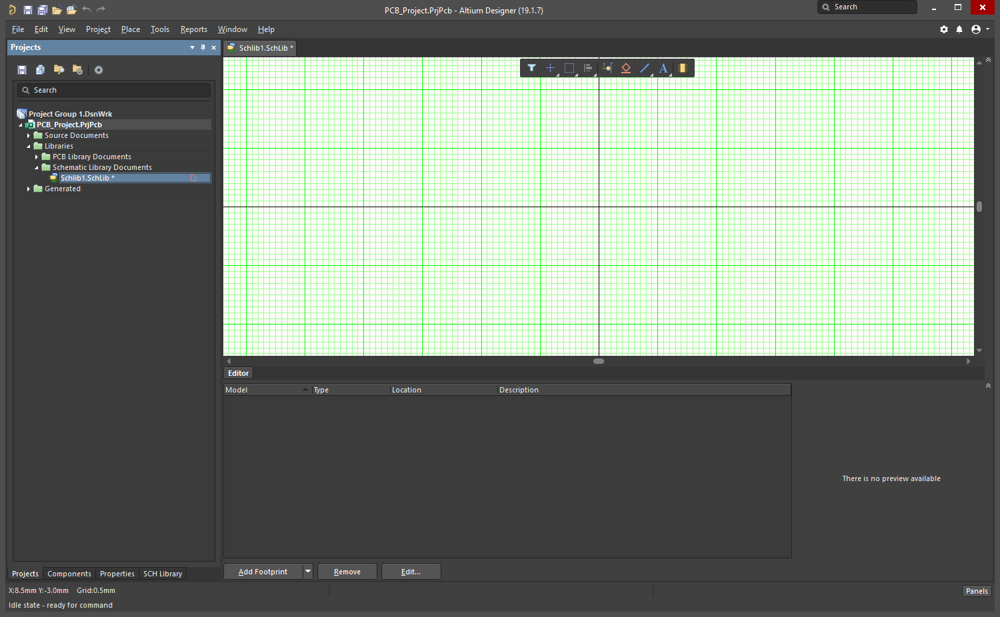 PCB_Project.PrjPcb - Altium Designer (19.1.7)
Search
File Edit View Project Place Tools Reports Window Help
Projects
Schlib1.SchLib *
A
Search
Project Group 1.DsnWrk
PCB_Project.PrjPcb
Source Documents
Libraries
PCB Library Documents
Schematic Library Documents
Schlib1.SchLib *
Generated
Editor
Model Type Location Description
There is no preview available
Projects Components Properties SCH Library
Add Footprint Remove Edit...
X:8.5mm Y:-3.0mm Grid:0.5mm
Panels
Idle state - ready for command